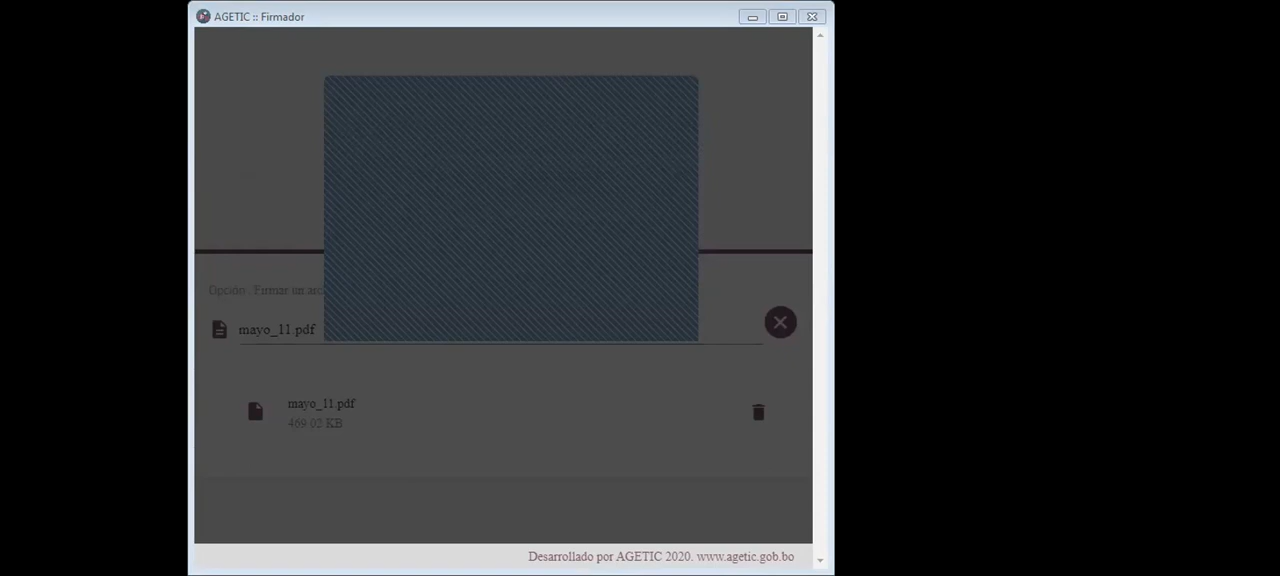 AGETIC :: Firmador
Opción Firmar un arc
mayo_11.pdf
mayo_11.pdf
469.02 KB
Desarrollado por AGETIC 2020. www.agetic.gob.bo